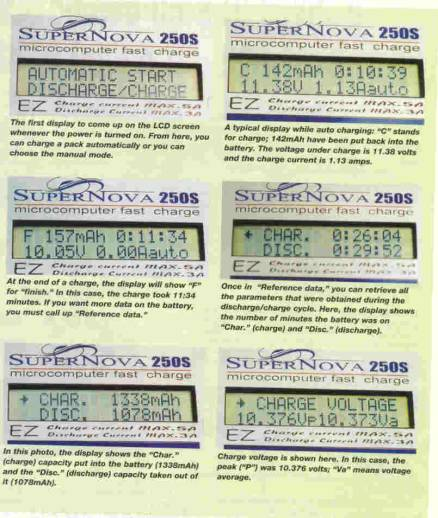 SUPERNOVA 250S
microcomputer fast charge
AUTOMATIC START
DISCHARGE/CHARGE
EZ Charge current MAX.5A
Discharge Current MAX.3A
The first display to come up on the LCD screen
whenever the power is turned on. From here, you
can charge a pack automatically or you can
choose the manual mode.
SUPERNOVA 250S
microcomputer fast charge
C 142mAh 0:10:39
11.38V 1.13Aauto
EZ Charge current MAX.5A
Discharge Current MAX.3A
A typical display while auto charging: "C" stands
for charge; 142mAh have been put back into the
battery. The voltage under charge is 11.38 volts
and the charge current is 1.13 amps.
SUPERNOVA 250S
microcomputer fast charge
F 157mAh 0:11:34
10.05V 0.00Aauto
EZ Charge current MAX.5A
Discharge Current MAX.3A
At the end of a charge, the display will show "F"
for "finish." In this case, the charge took 11:34
minutes. If you want more data on the battery,
you must call up "Reference data."
SUPERNOVA 250S
microcomputer fast charge
CHAR. 0:26:04
DISC. 0:29:52
EZ Charge current MAX.5A
Discharge Current MAX.3A
Once in "Reference data," you can retrieve all
the parameters that were obtained during the
discharge/charge cycle. Here, the display shows
the number of minutes the battery was on
"Char." (charge) and "Disc." (discharge).
SUPERNOVA 250S
microcomputer fast charge
CHAR. 1338mAh
DISC. 1078mAh
EZ Charge Current MAX.5A
Discharge Current MAX.3A
In this photo, the display shows the "Char."
(charge) capacity put into the battery (1338mAh)
and the "Disc." (discharge) capacity taken out of
it (1078mAh).
SUPERNOVA 250S
microcomputer fast charge
CHARGE VOLTAGE
10.376Vp10.373Va
EZ Charge Current MAX.5A
Discharge Current MAX.3A
Charge voltage is shown here. In this case, the
peak ("P") was 10.376 volts; "Va" means voltage
average.